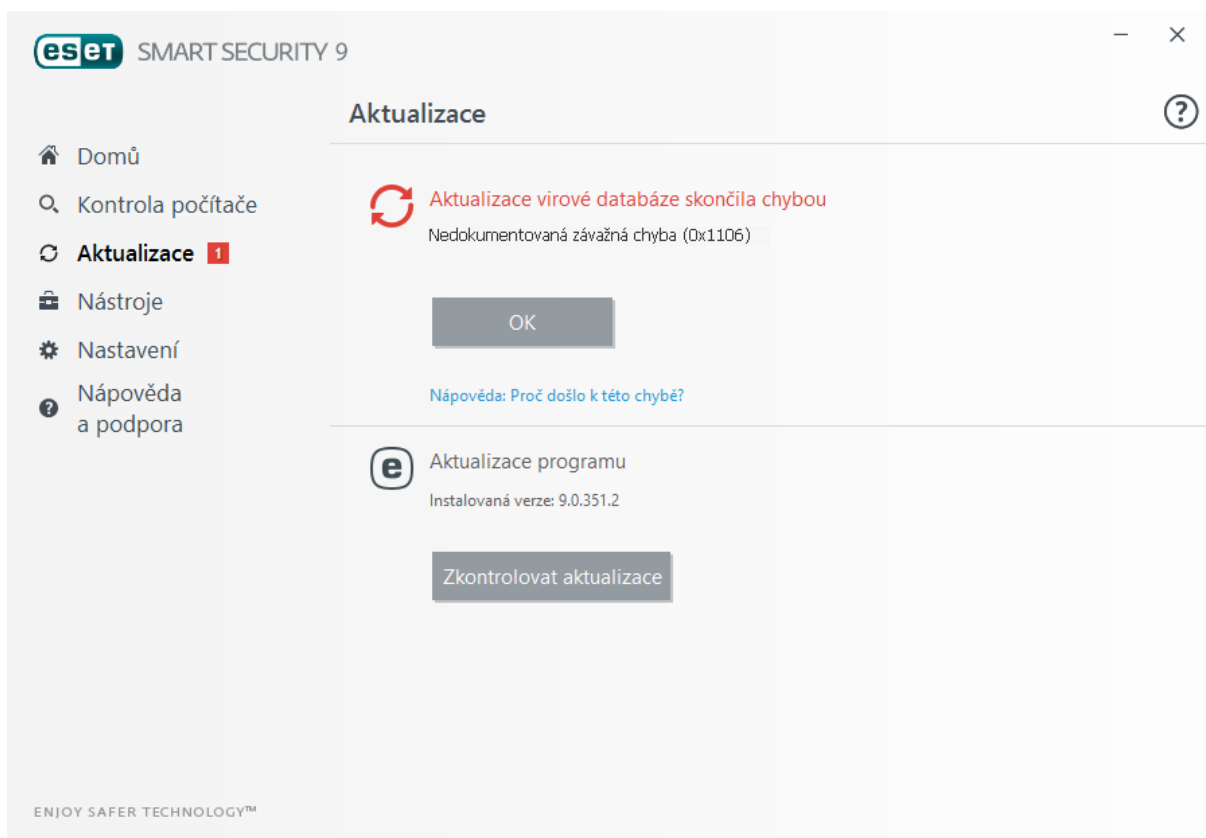 eseT SMART SECURITY 9
Aktualizace
?
Domů
Kontrola počítače
Aktualizace 1
Nástroje
Nastavení
Nápověda
a podpora
Aktualizace virové databáze skončila chybou
Nedokumentovaná závažná chyba (0x1106)
OK
Nápověda: Proč došlo k této chybě?
e
Aktualizace programu
Instalovaná verze: 9.0.351.2
Zkontrolovat aktualizace
ENJOY SAFER TECHNOLOGY™